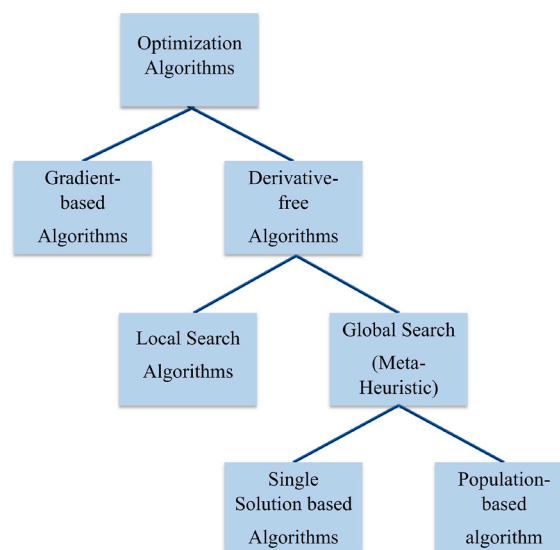 Optimization
Algorithms
Gradient-
based
Algorithms
Derivative-
free
Algorithms
Local Search
Algorithms
Global Search
(Meta-
Heuristic)
Single
Solution based
Algorithms
Population-
based
algorithm